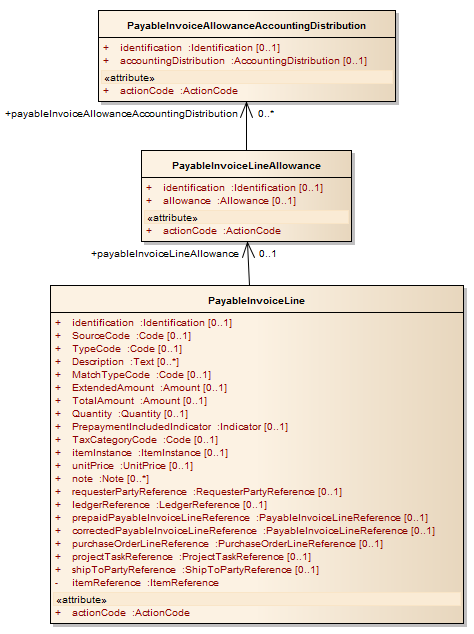 PayableInvoiceAllowanceAccountingDistribution
+ identification :Identification [0..1]
+ accountingDistribution :AccountingDistribution [0..1]
«attribute»
+ actionCode :ActionCode
+payableInvoiceAllowanceAccountingDistribution 0..*
PayableInvoiceLineAllowance
+ identification :Identification [0..1]
+ allowance :Allowance [0..1]
«attribute»
+ actionCode :ActionCode
+payableInvoiceLineAllowance 0..1
PayableInvoiceLine
+ identification :Identification [0..1]
+ SourceCode :Code [0..1]
+ TypeCode :Code [0..1]
+ Description :Text [0..*]
+ MatchTypeCode :Code [0..1]
+ ExtendedAmount :Amount [0..1]
+ TotalAmount :Amount [0..1]
+ Quantity :Quantity [0..1]
+ PrepaymentIncludedIndicator :Indicator [0..1]
+ TaxCategoryCode :Code [0..1]
+ itemInstance :ItemInstance [0..1]
+ unitPrice :UnitPrice [0..1]
+ note :Note [0..*]
+ requesterPartyReference :RequesterPartyReference [0..1]
+ ledgerReference :LedgerReference [0..1]
+ prepaidPayableInvoiceLineReference :PayableInvoiceLineReference [0..1]
+ correctedPayableInvoiceLineReference :PayableInvoiceLineReference [0..1]
+ purchaseOrderLineReference :PurchaseOrderLineReference [0..1]
+ projectTaskReference :ProjectTaskReference [0..1]
+ shipToPartyReference :ShipToPartyReference [0..1]
- itemReference :ItemReference
«attribute»
+ actionCode :ActionCode